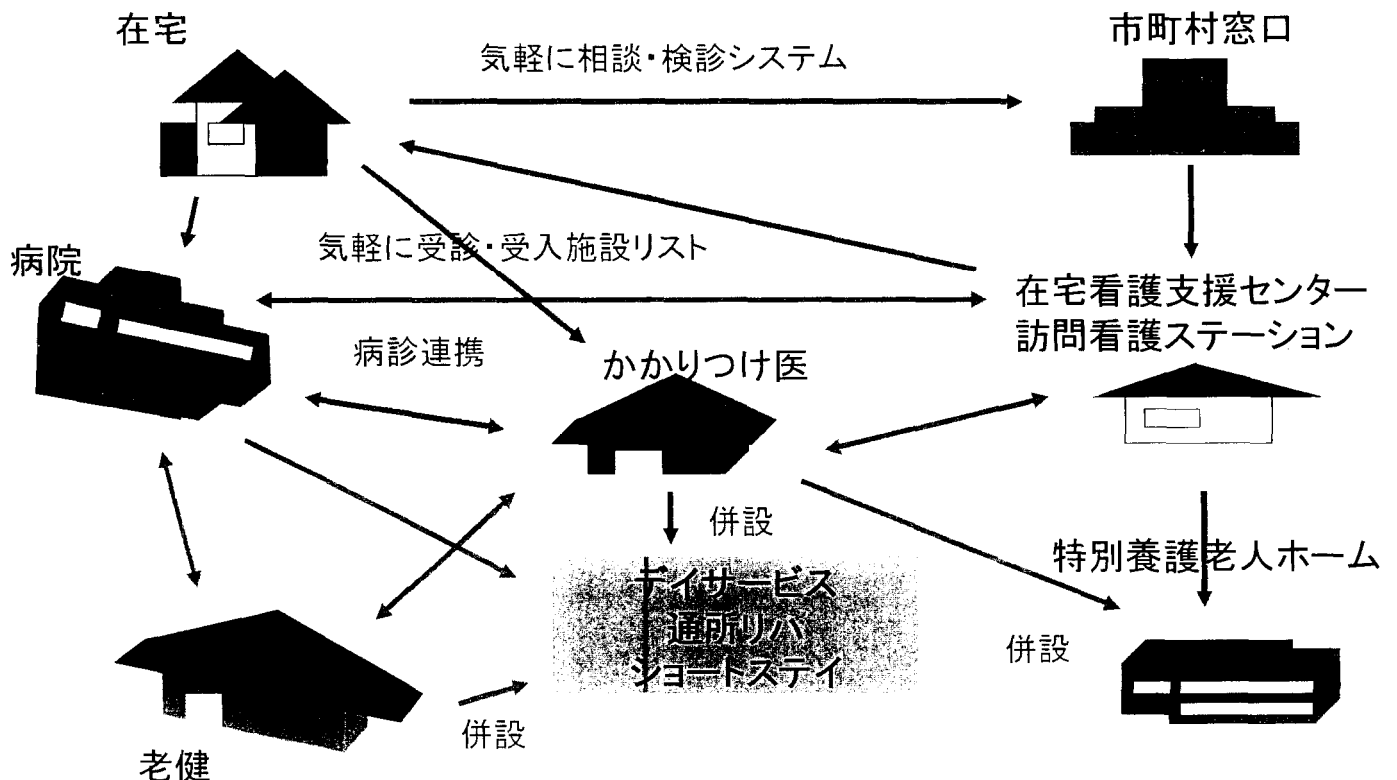 在宅
市町村窓口
気軽に相談・検診システム
気軽に受診・受入施設リスト
病院
在宅看護支援センター
訪問看護ステーション
病診連携
かかりつけ医
併設
特別養護老人ホーム
デイサービス
通所リハ
ショートステイ
併設
併設
老健